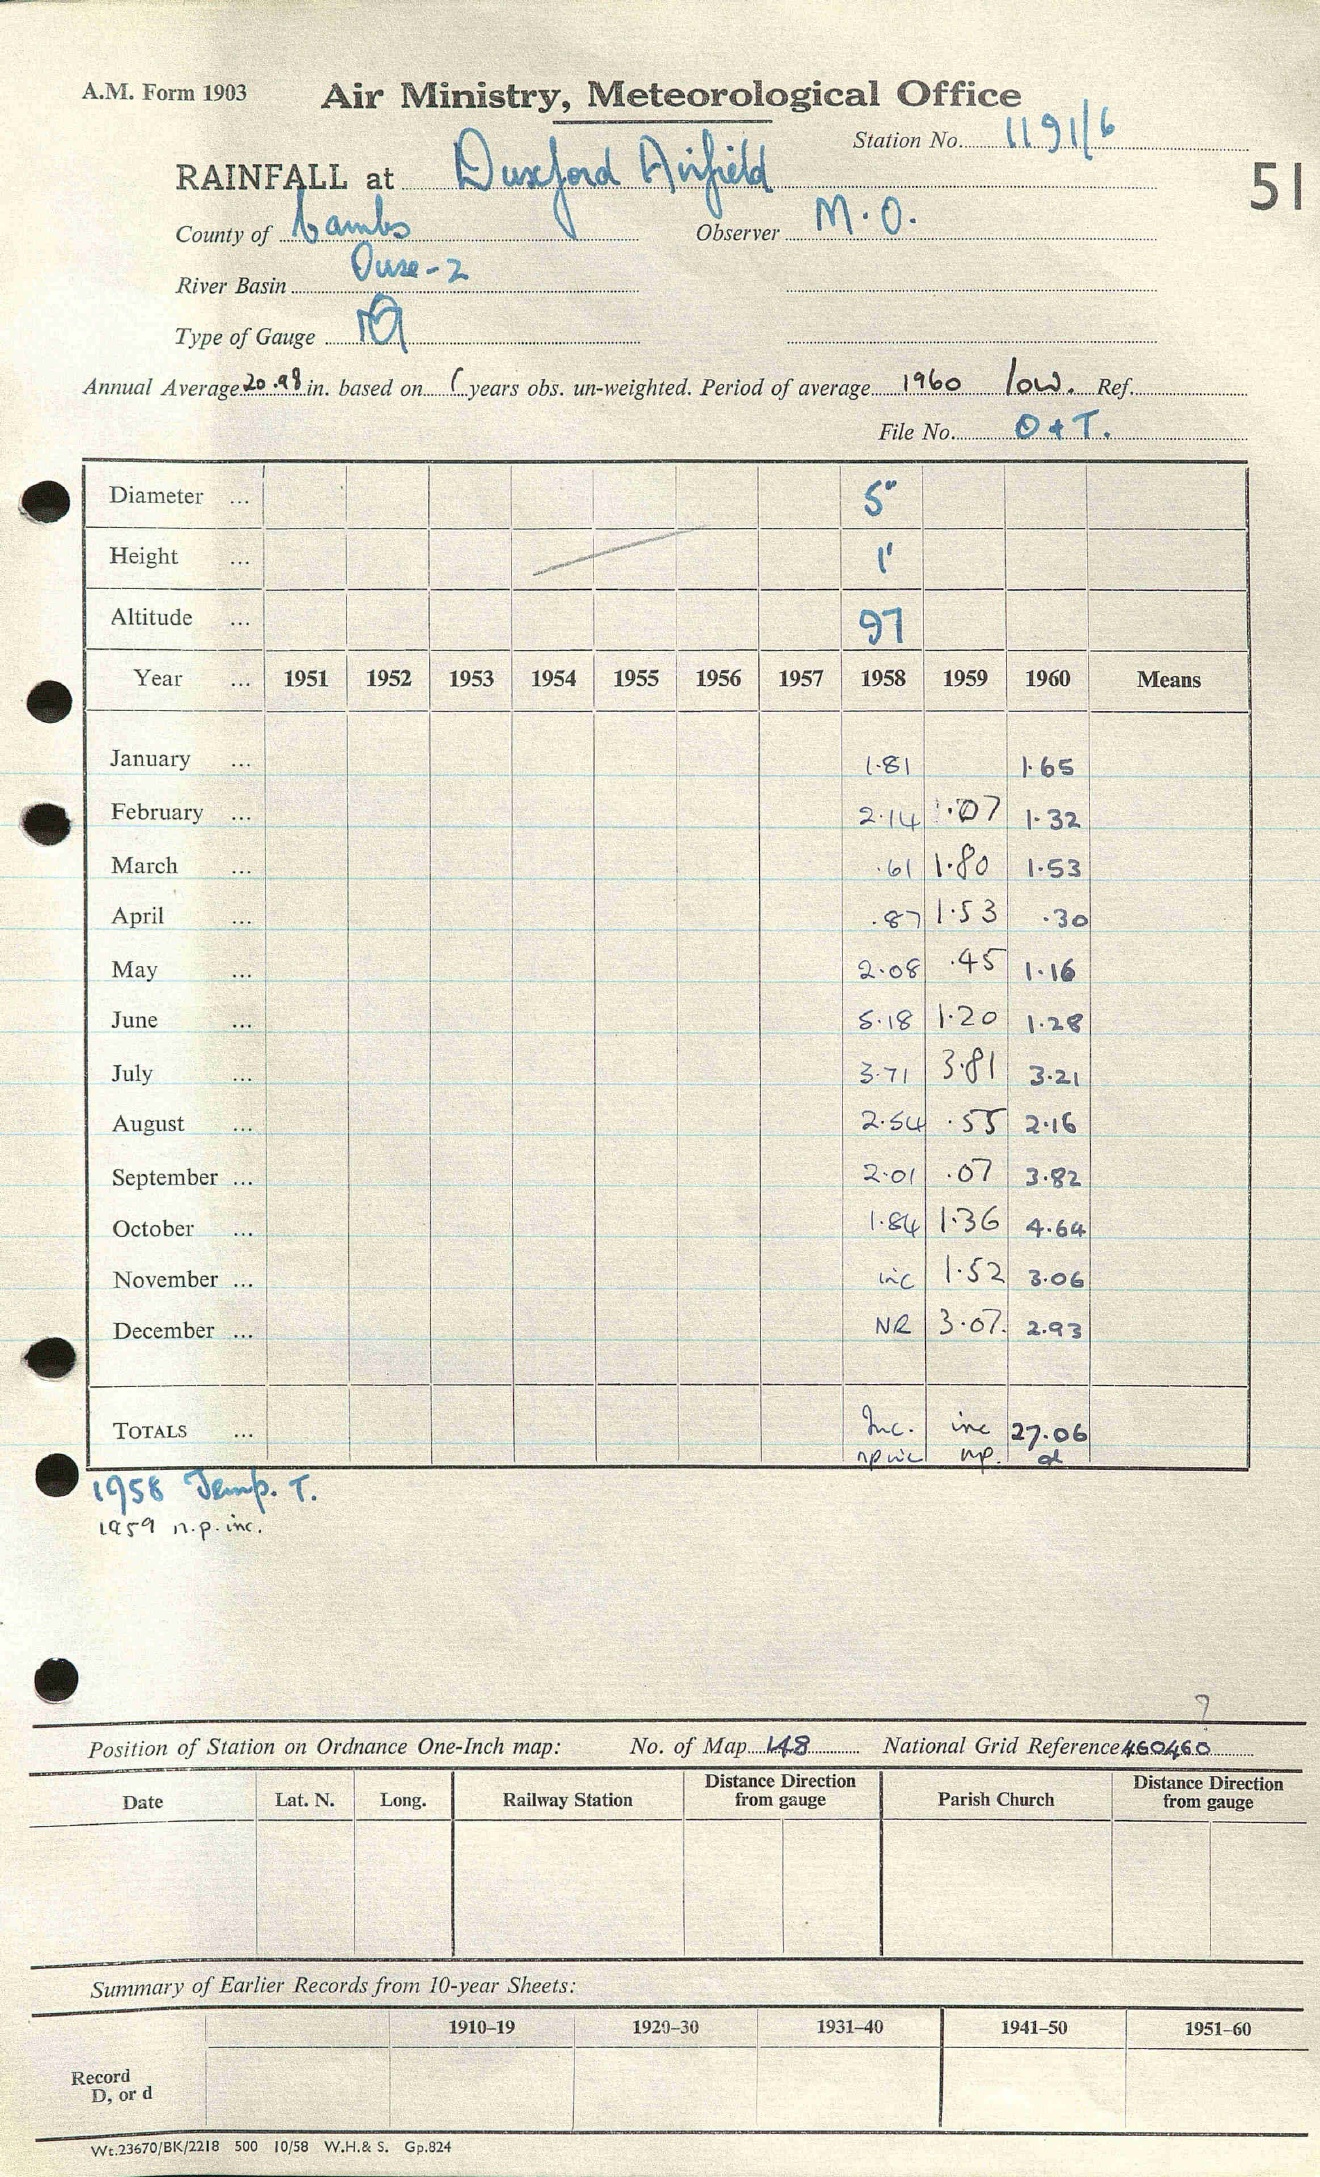 A.M. Form 1903 Air Ministry, Meteorological Office
Station No. 1191/6
RAINFALL at Duxford Airfield
51
County of Cambs Observer M.O.
River Basin Ouse-2
Type of Gauge
Annual Average 20.98 in. based on years obs. un-weighted. Period of average 1960 low. Ref.
File No. O & T.
Diameter ... 5"
Height ... 1'
Altitude ... 97
Year ... 1951 1952 1953 1954 1955 1956 1957 1958 1959 1960 Means
January ... 1.81 1.65
February ... 2.14 1.07 1.32
March ... .61 1.80 1.53
April ... .87 1.53 .30
May ... 2.08 .45 1.16
June ... 5.18 1.20 1.28
July ... 3.71 3.81 3.21
August ... 2.54 .55 2.16
September ... 2.01 .07 3.82
October ... 1.84 1.36 4.64
November ... inc 1.52 3.06
December ... NR 3.07. 2.93
TOTALS ... Inc. inc 27.06
np inc np. d
1958 Temp. T.
1959 n.p. inc.
?
Position of Station on Ordnance One-Inch map: No. of Map 148 National Grid Reference 460460
Date Lat. N. Long. Railway Station Distance Direction from gauge Parish Church Distance Direction from gauge
Summary of Earlier Records from 10-year Sheets:
1910–19 1920–30 1931–40 1941–50 1951–60
Record
D, or d
Wt.23670/BK/2218 500 10/58 W.H.& S. Gp.824